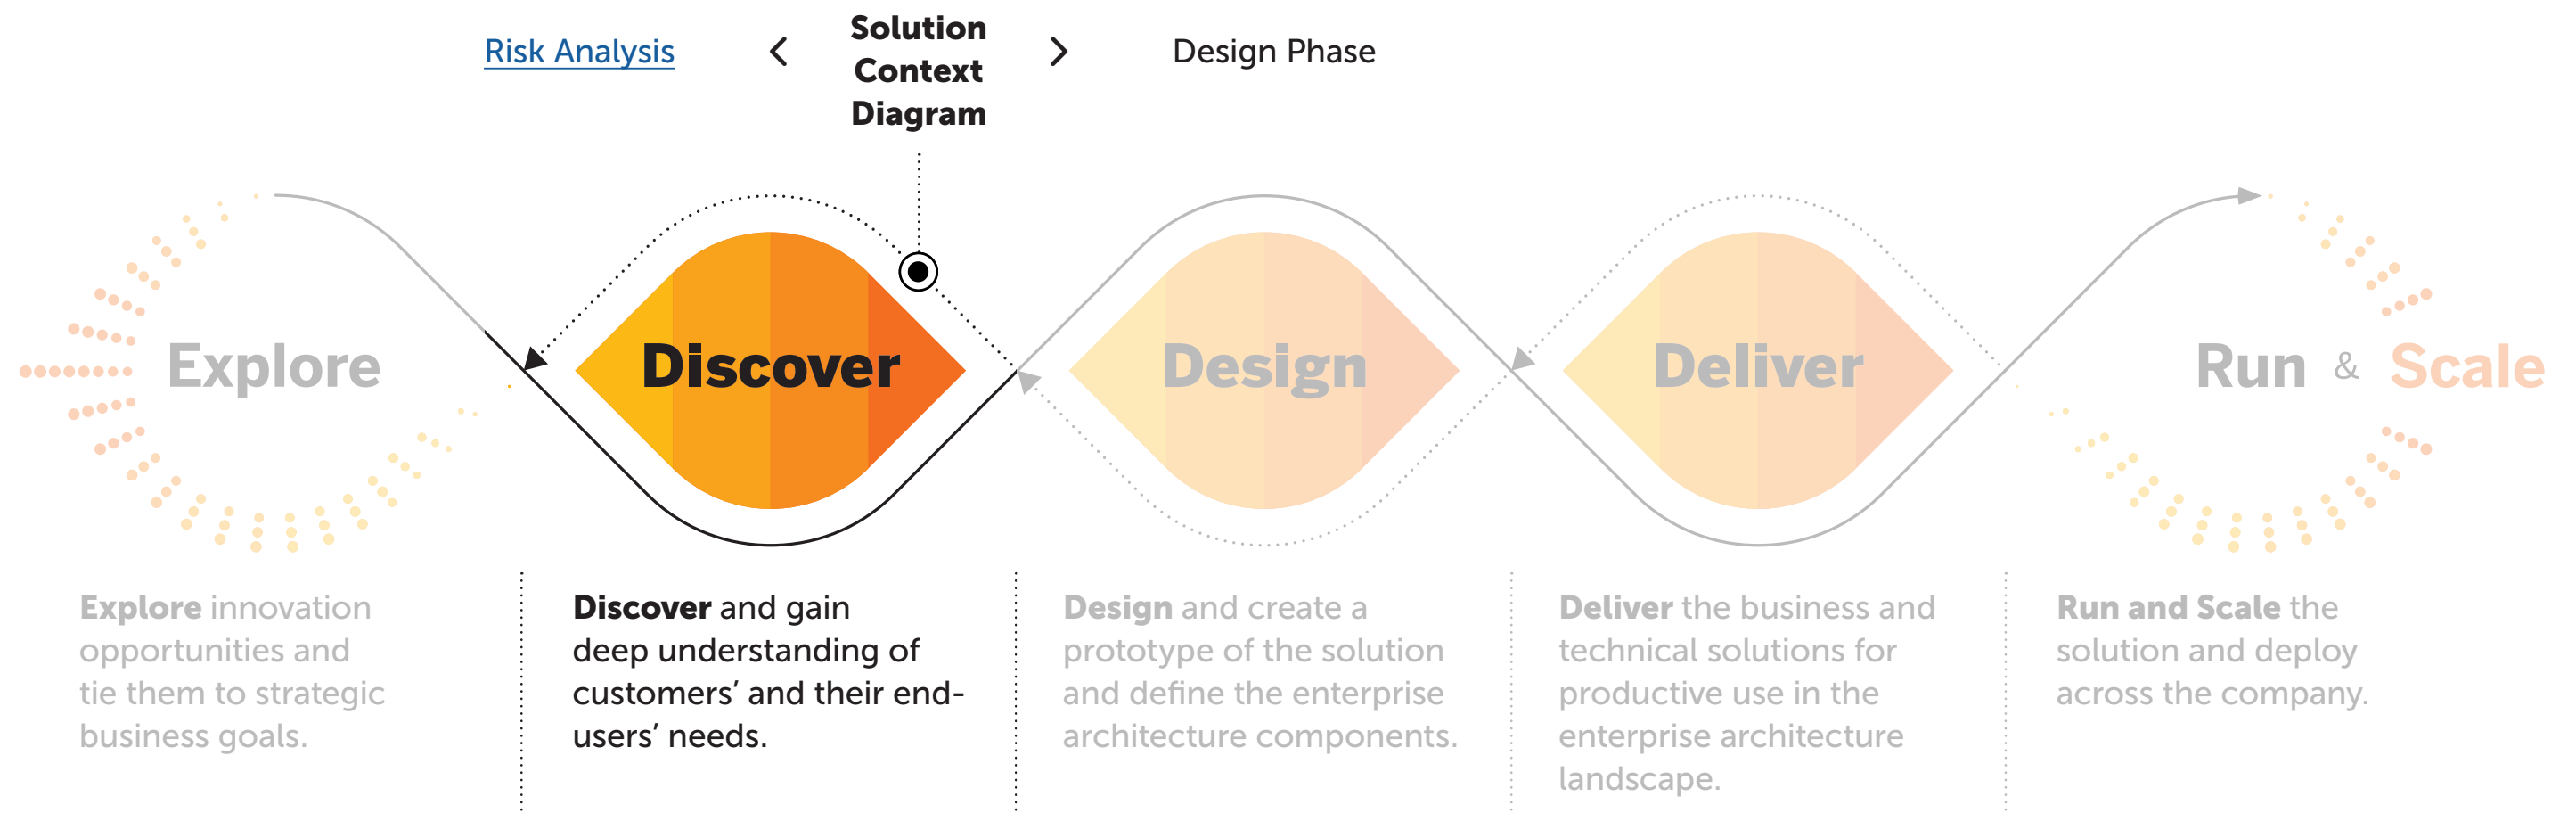 Risk Analysis < Solution Context Diagram > Design Phase
Explore
Discover
Design
Deliver
Run & Scale
Explore innovation
opportunities and
tie them to strategic
business goals.
Discover and gain
deep understanding of
customers’ and their end-
users’ needs.
Design and create a
prototype of the solution
and define the enterprise
architecture components.
Deliver the business and
technical solutions for
productive use in the
enterprise architecture
landscape.
Run and Scale the
solution and deploy
across the company.